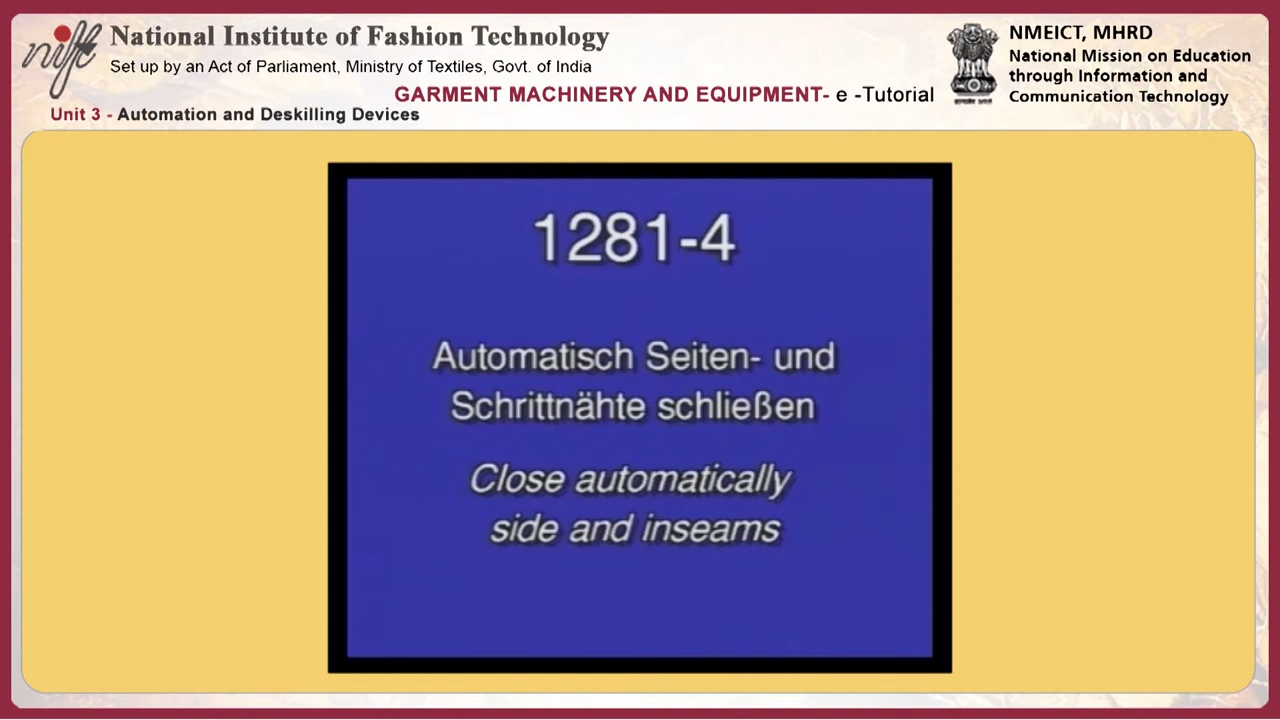 nift
National Institute of Fashion Technology
Set up by an Act of Parliament, Ministry of Textiles, Govt. of India
GARMENT MACHINERY AND EQUIPMENT- e -Tutorial
Unit 3 - Automation and Deskilling Devices
NMEICT, MHRD
National Mission on Education
through Information and
Communication Technology
1281-4
Automatisch Seiten- und
Schrittnähte schließen
Close automatically
side and inseams